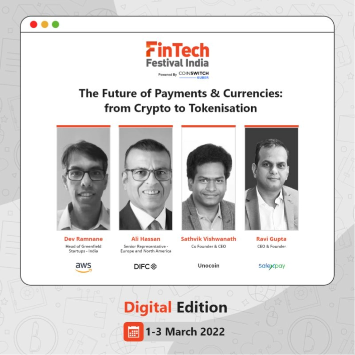 FinTech
Festival India
Powered By COINSWITCH
The Future of Payments & Currencies:
from Crypto to Tokenisation
Dev Ramnane
Head of Greenfield
Startups - India
aws
Ali Hassan
Senior Representative -
Europe and North America
DIFC
Sathvik Vishwanath
Co Founder & CEO
Unocoin
Ravi Gupta
CEO & Founder
Digital Edition
1-3 March 2022